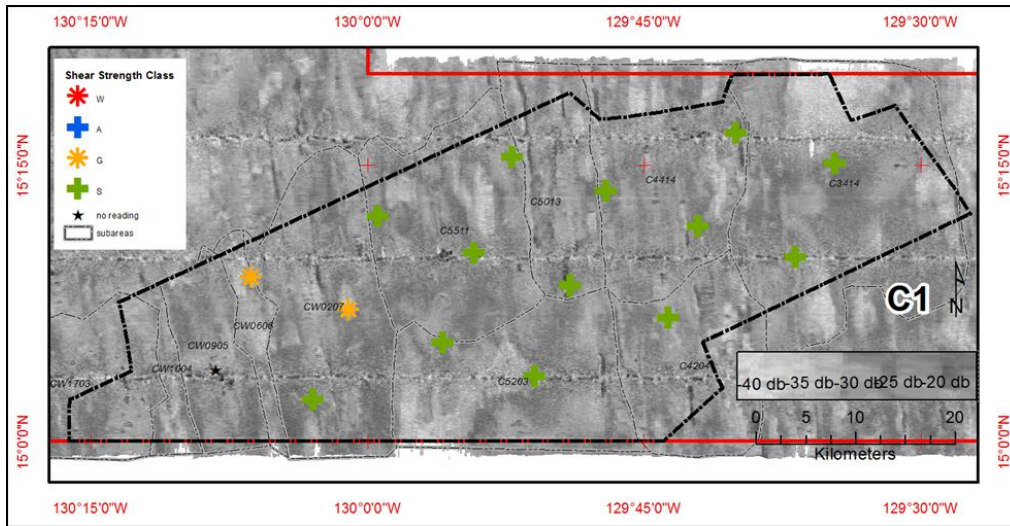 130°15'0"W 130°0'0"W 129°45'0"W 129°30'0"W
Shear Strength Class
W
A
G
S
no reading
subareas
15°15'0"N 15°15'0"N
C4414 C3414
C5013
C5511
CW0207
CW0606
C1
N
CW0905
CW1004 C4204
CW1703 C5203
-40 db -35 db -30 db -25 db -20 db
0 5 10 20
Kilometers
15°0'0"N 15°0'0"N
130°15'0"W 130°0'0"W 129°45'0"W 129°30'0"W